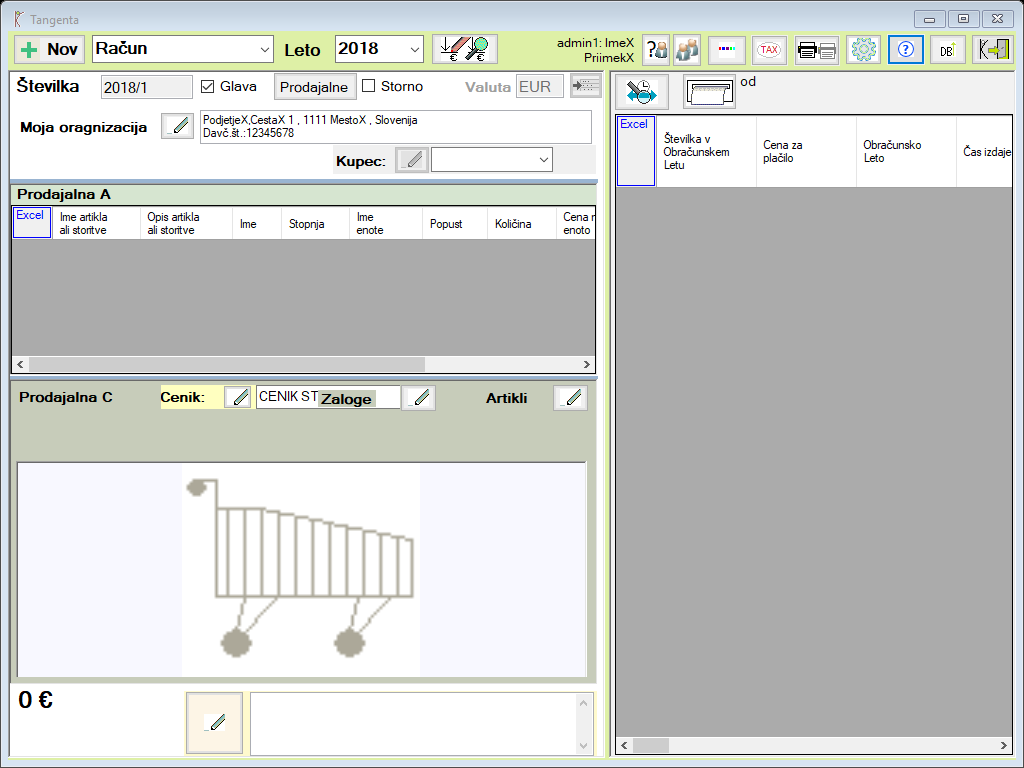 Tangenta
Nov
Račun
Leto
2018
€
€
admin1: ImeX
PriimekX
?
TAX
?
DB
Številka
2018/1
Glava
Prodajalne
Storno
Valuta
EUR
Moja oragnizacija
PodjetjeX,CestaX 1 , 1111 MestoX , Slovenija
Davč.št.:12345678
Kupec:
Prodajalna A
Excel
Ime artikla
ali storitve
Opis artikla
ali storitve
Ime
Stopnja
Ime
enote
Popust
Količina
Cena n
enoto
Prodajalna C
Cenik:
CENIK ST
Zaloge
Artikli
0 €
od
Excel
Številka v
Obračunskem
Letu
Cena za
plačilo
Obračunsko
Leto
Čas izdaje